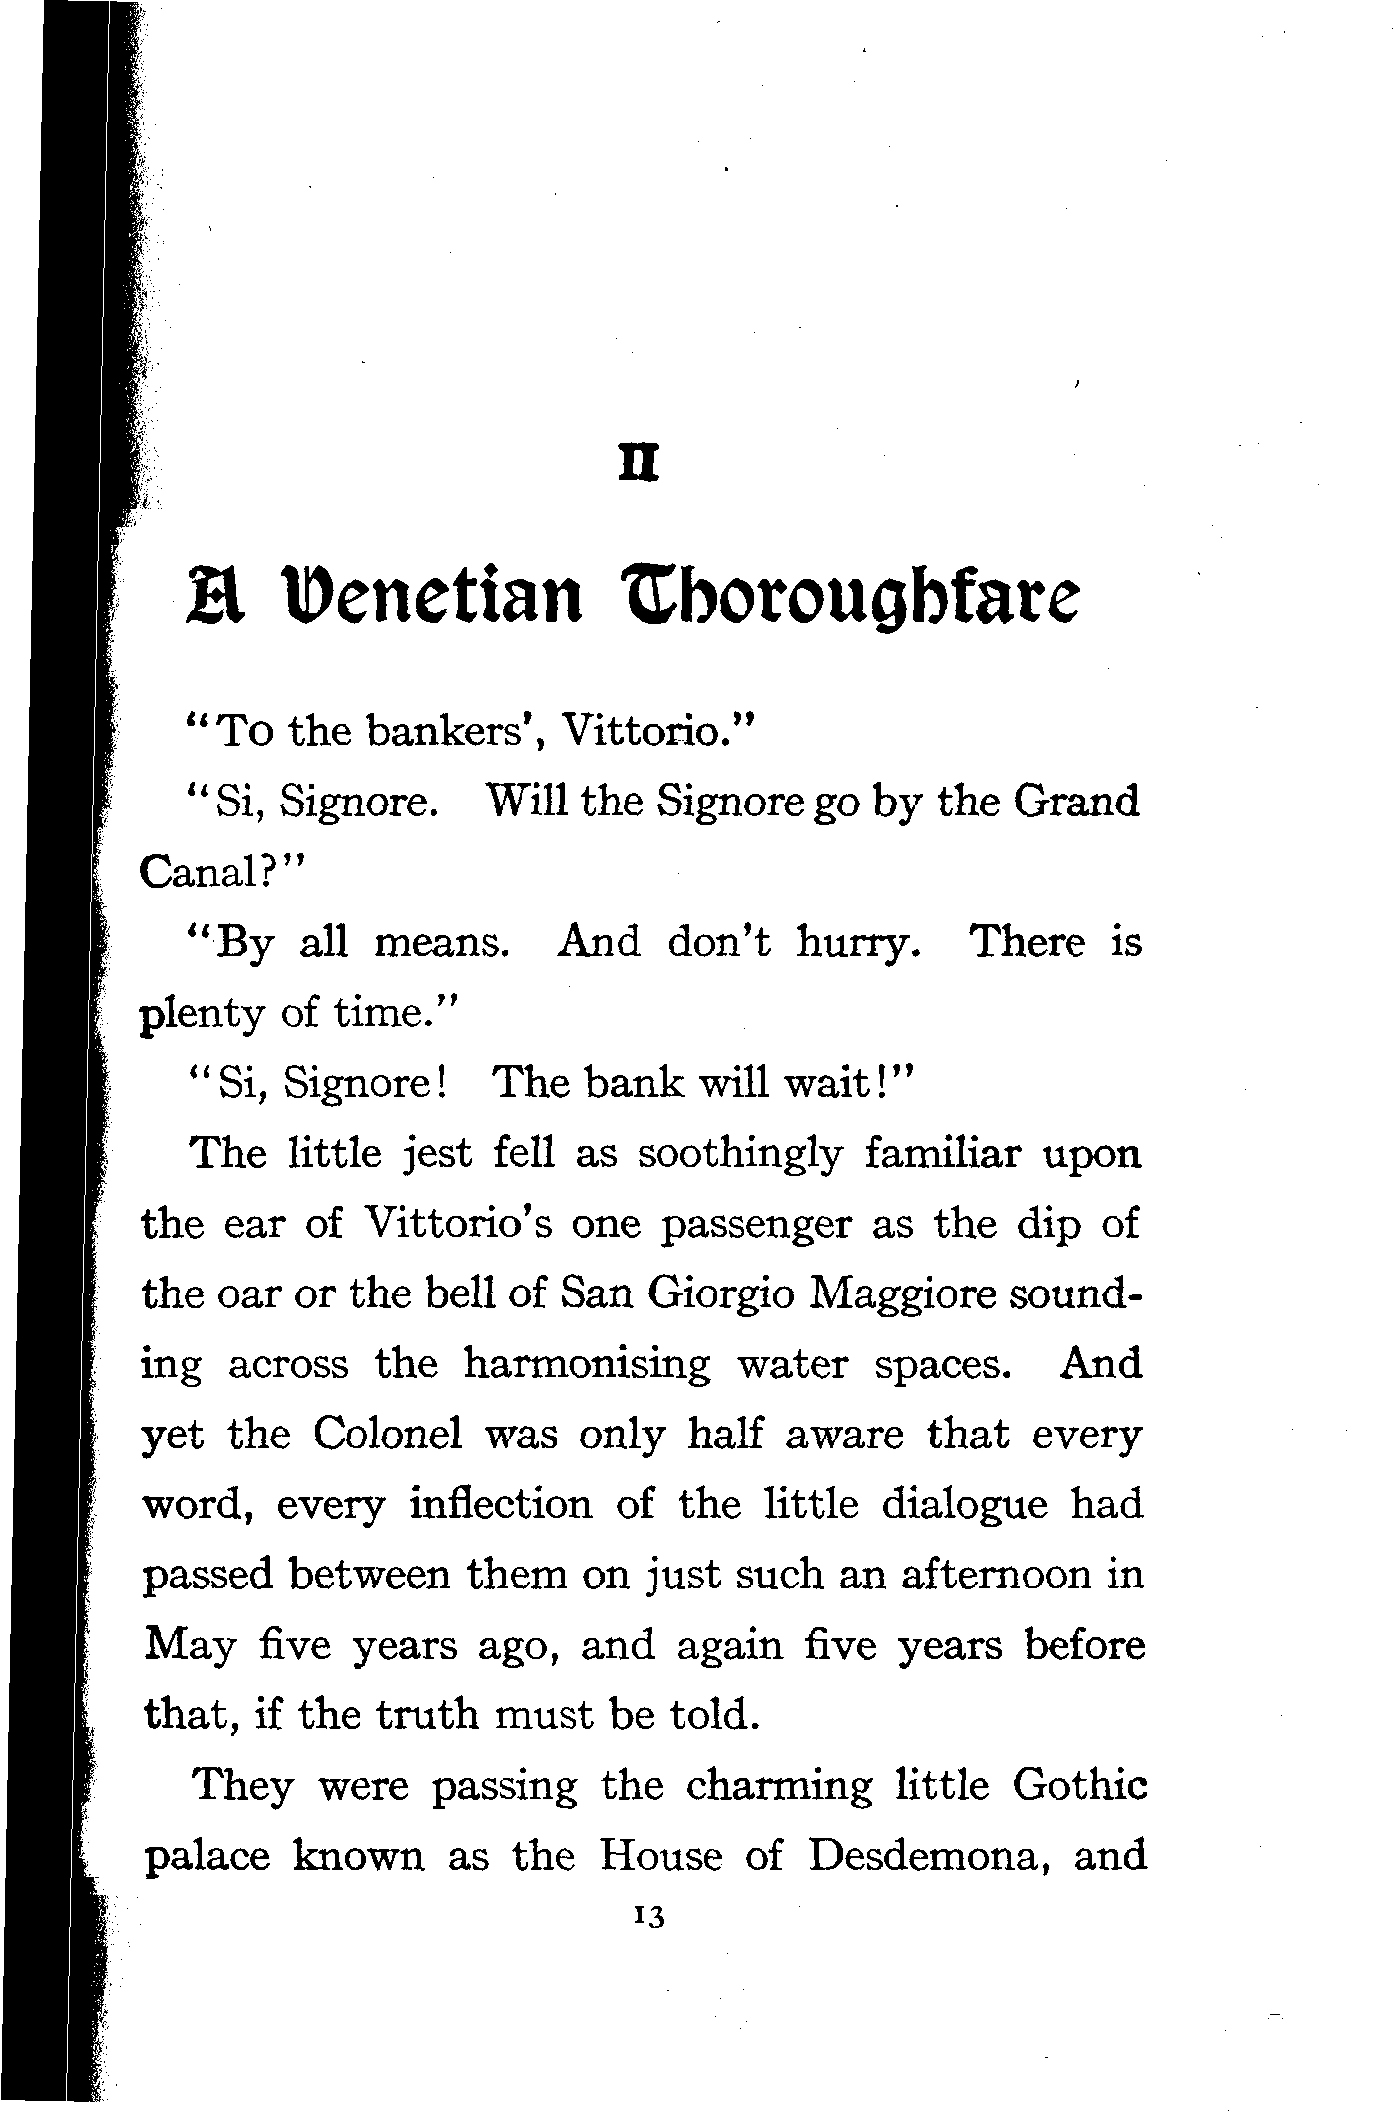 II
A Venetian Thoroughfare
“To the bankers’, Vittorio.”
“Si, Signore. Will the Signore go by the Grand
Canal?”
“By all means. And don’t hurry. There is
plenty of time.”
“Si, Signore! The bank will wait!”
The little jest fell as soothingly familiar upon
the ear of Vittorio’s one passenger as the dip of
the oar or the bell of San Giorgio Maggiore sound-
ing across the harmonising water spaces. And
yet the Colonel was only half aware that every
word, every inflection of the little dialogue had
passed between them on just such an afternoon in
May five years ago, and again five years before
that, if the truth must be told.
They were passing the charming little Gothic
palace known as the House of Desdemona, and
13